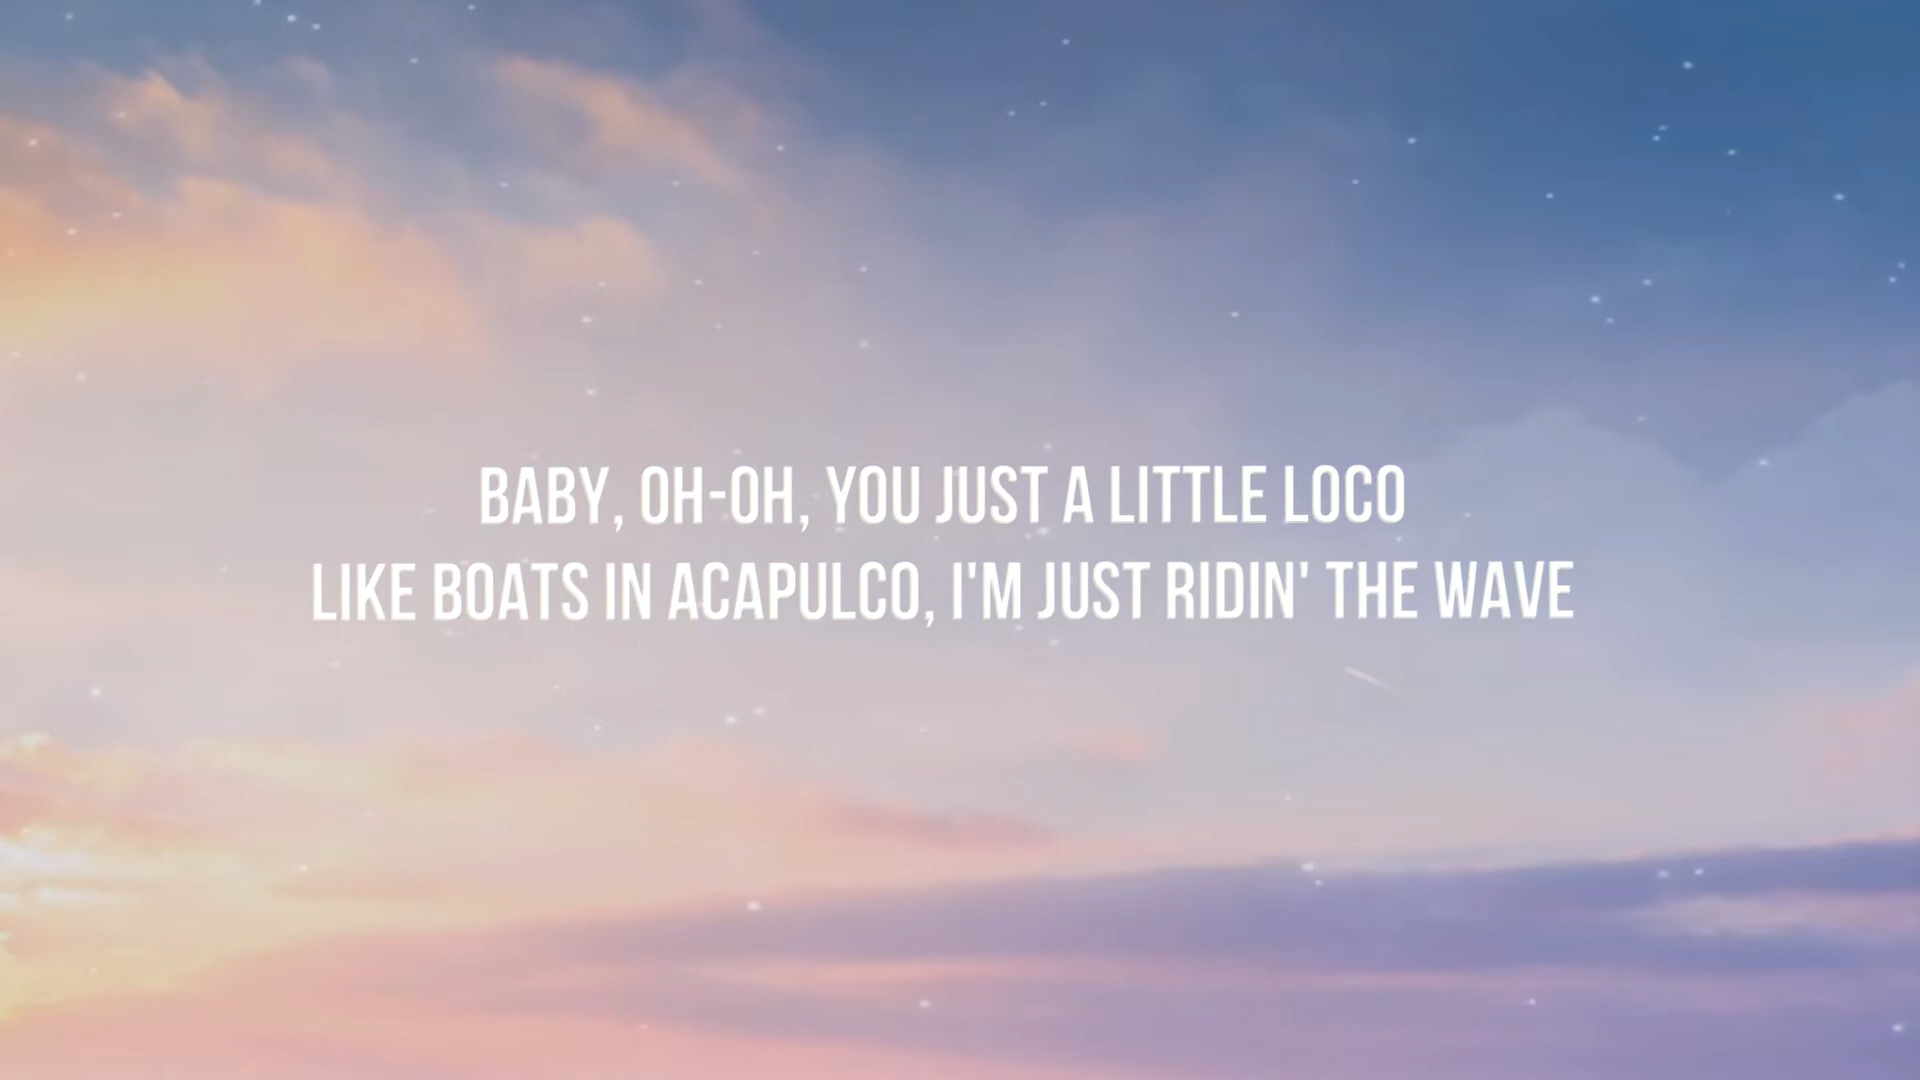 BABY, OH-OH, YOU JUST A LITTLE LOCO
LIKE BOATS IN ACAPULCO, I'M JUST RIDIN' THE WAVE